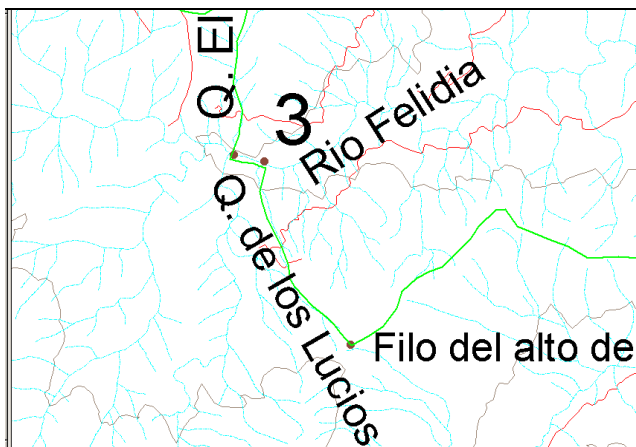 Q. El
3
Rio Felidia
Q. de los Lucios
Filo del alto de